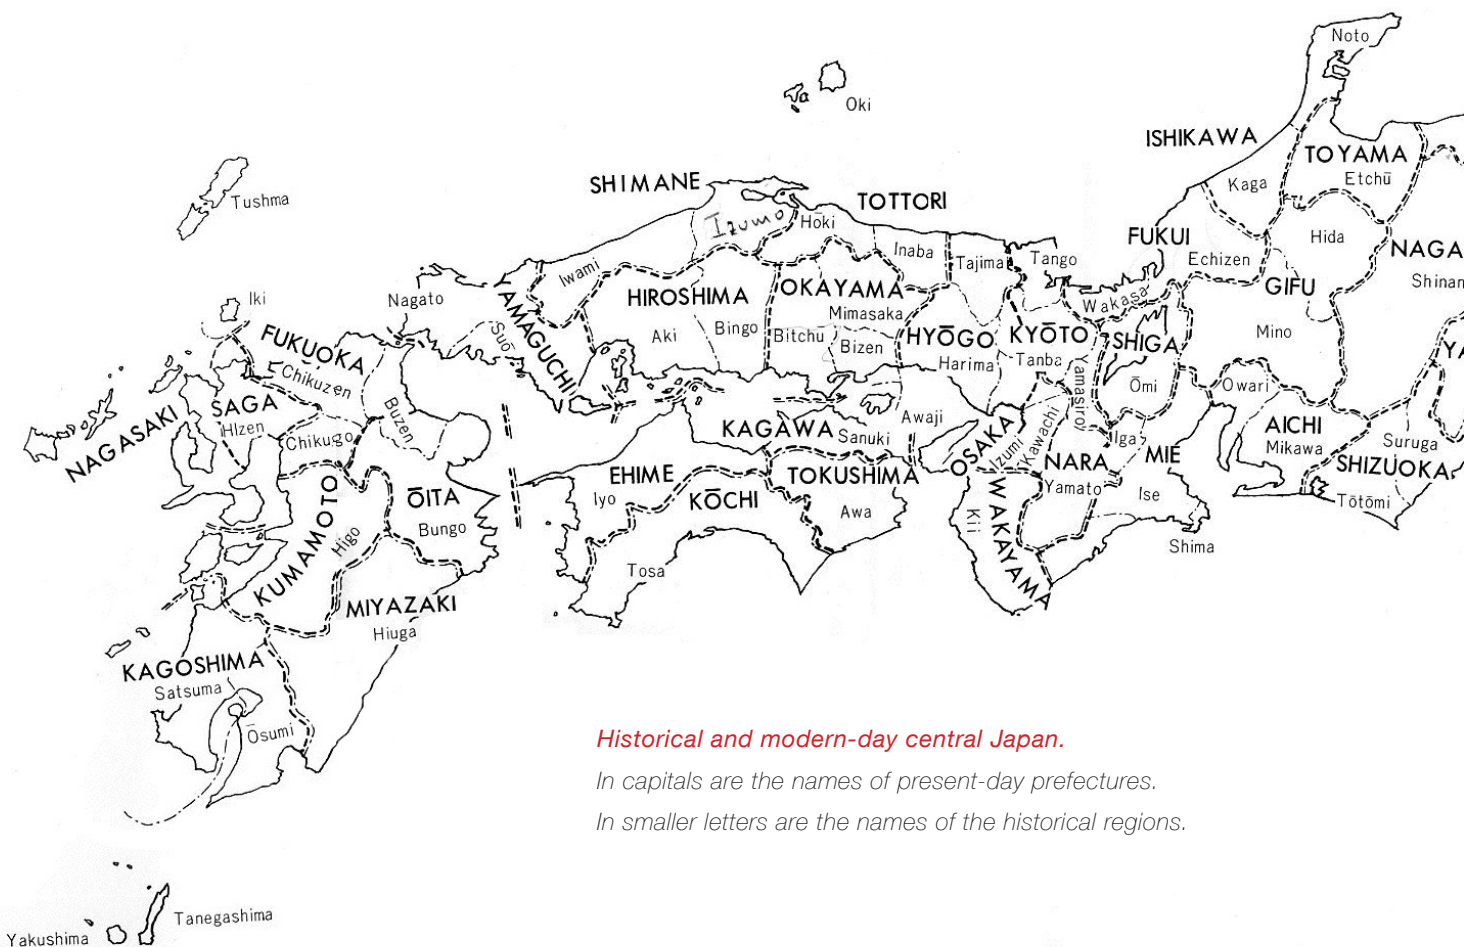 Noto
Oki
ISHIKAWA
TOYAMA
Etchū
Kaga
SHIMANE
TOTTORI
Tushma
Izumo
Hōki
Inaba
Tajima
Tango
FUKUI
Echizen
Hida
NAGA
Shinan
GIFU
Iwami
Iki
Nagato
Suō
YAMAGUCHI
HIROSHIMA
Aki
Bingo
OKAYAMA
Mimasaka
Bitchū
Bizen
HYŌGO
Harima
KYŌTO
Tanba
Wakasa
Yamasiro
SHIGA
Ōmi
Mino
YA
Owari
FUKUOKA
Chikuzen
Buzen
SAGA
HIzen
Chikugo
NAGASAKI
Awaji
KAGAWA
Sanuki
ŌSAKA
Izumi
Kawachi
Iga
MIE
NARA
Yamato
Ise
AICHI
Mikawa
Suruga
SHIZUOKA
Tōtōmi
Shima
EHIME
Iyo
KŌCHI
TOKUSHIMA
Awa
Tosa
WAKAYAMA
Kii
ŌITA
Bungo
KUMAMOTO
Higo
MIYAZAKI
Hiuga
KAGOSHIMA
Satsuma
Ōsumi
Historical and modern-day central Japan.
In capitals are the names of present-day prefectures.
In smaller letters are the names of the historical regions.
Tanegashima
Yakushima